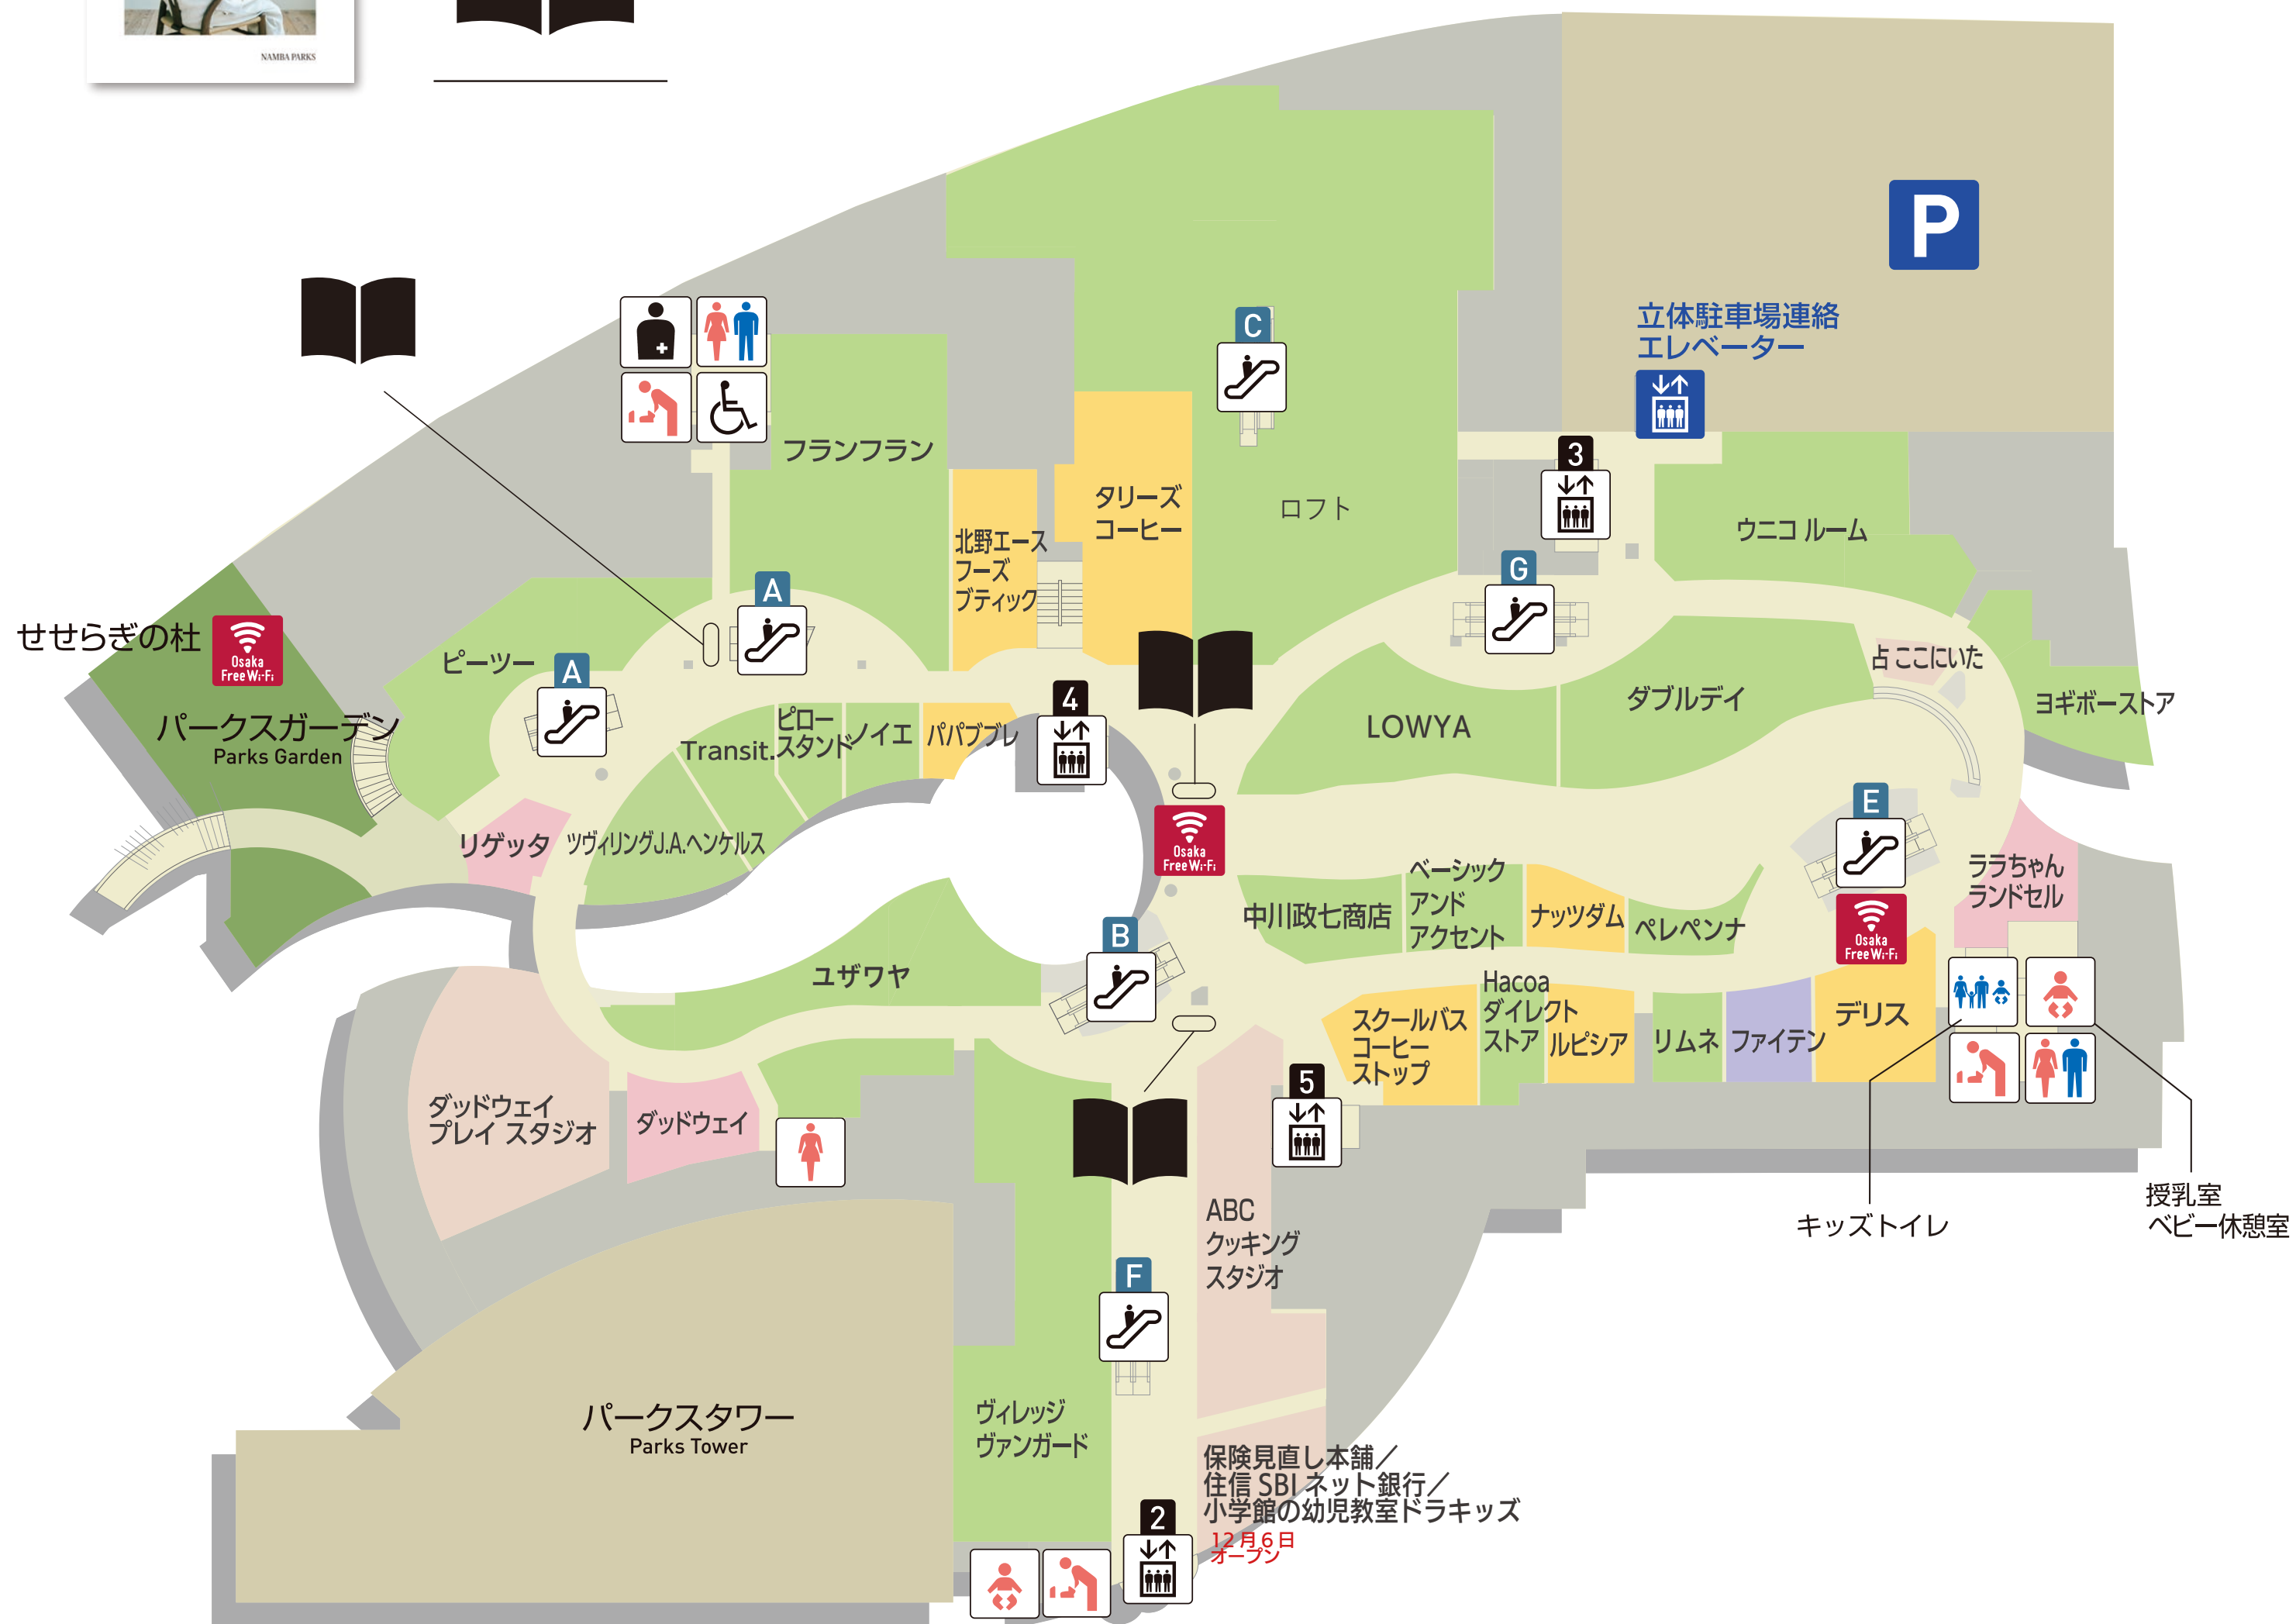 NAMBA PARKS
P
立体駐車場連絡
エレベーター
C
フランフラン
3
タリーズ
コーヒー
ロフト
ウニコ ルーム
北野エース
フーズ
ブティック
G
A
せせらぎの杜
Osaka
Free Wi-Fi
ピーツー
A
占 ここにいた
ヨギボーストア
ダブルデイ
LOWYA
4
パークスガーデン
Parks Garden
Transit.
ピロー
スタンド
ノイエ
パパブブレ
E
Osaka
Free Wi-Fi
リゲッタ
ツヴィリングJ.A.ヘンケルス
ララちゃん
ランドセル
ベーシック
アンド
アクセント
中川政七商店
ナッツダム
ペレペンナ
Osaka
Free Wi-Fi
B
ユザワヤ
Hacoa
ダイレクト
ストア
スクールバス
コーヒー
ストップ
ルピシア
リムネ
ファイテン
デリス
5
ダッドウェイ
プレイ スタジオ
ダッドウェイ
ABC
クッキング
スタジオ
キッズトイレ
授乳室
ベビー休憩室
F
パークスタワー
Parks Tower
ヴィレッジ
ヴァンガード
保険見直し本舗／
住信 SBI ネット銀行／
小学館の幼児教室ドラキッズ
12月6日
オープン
2